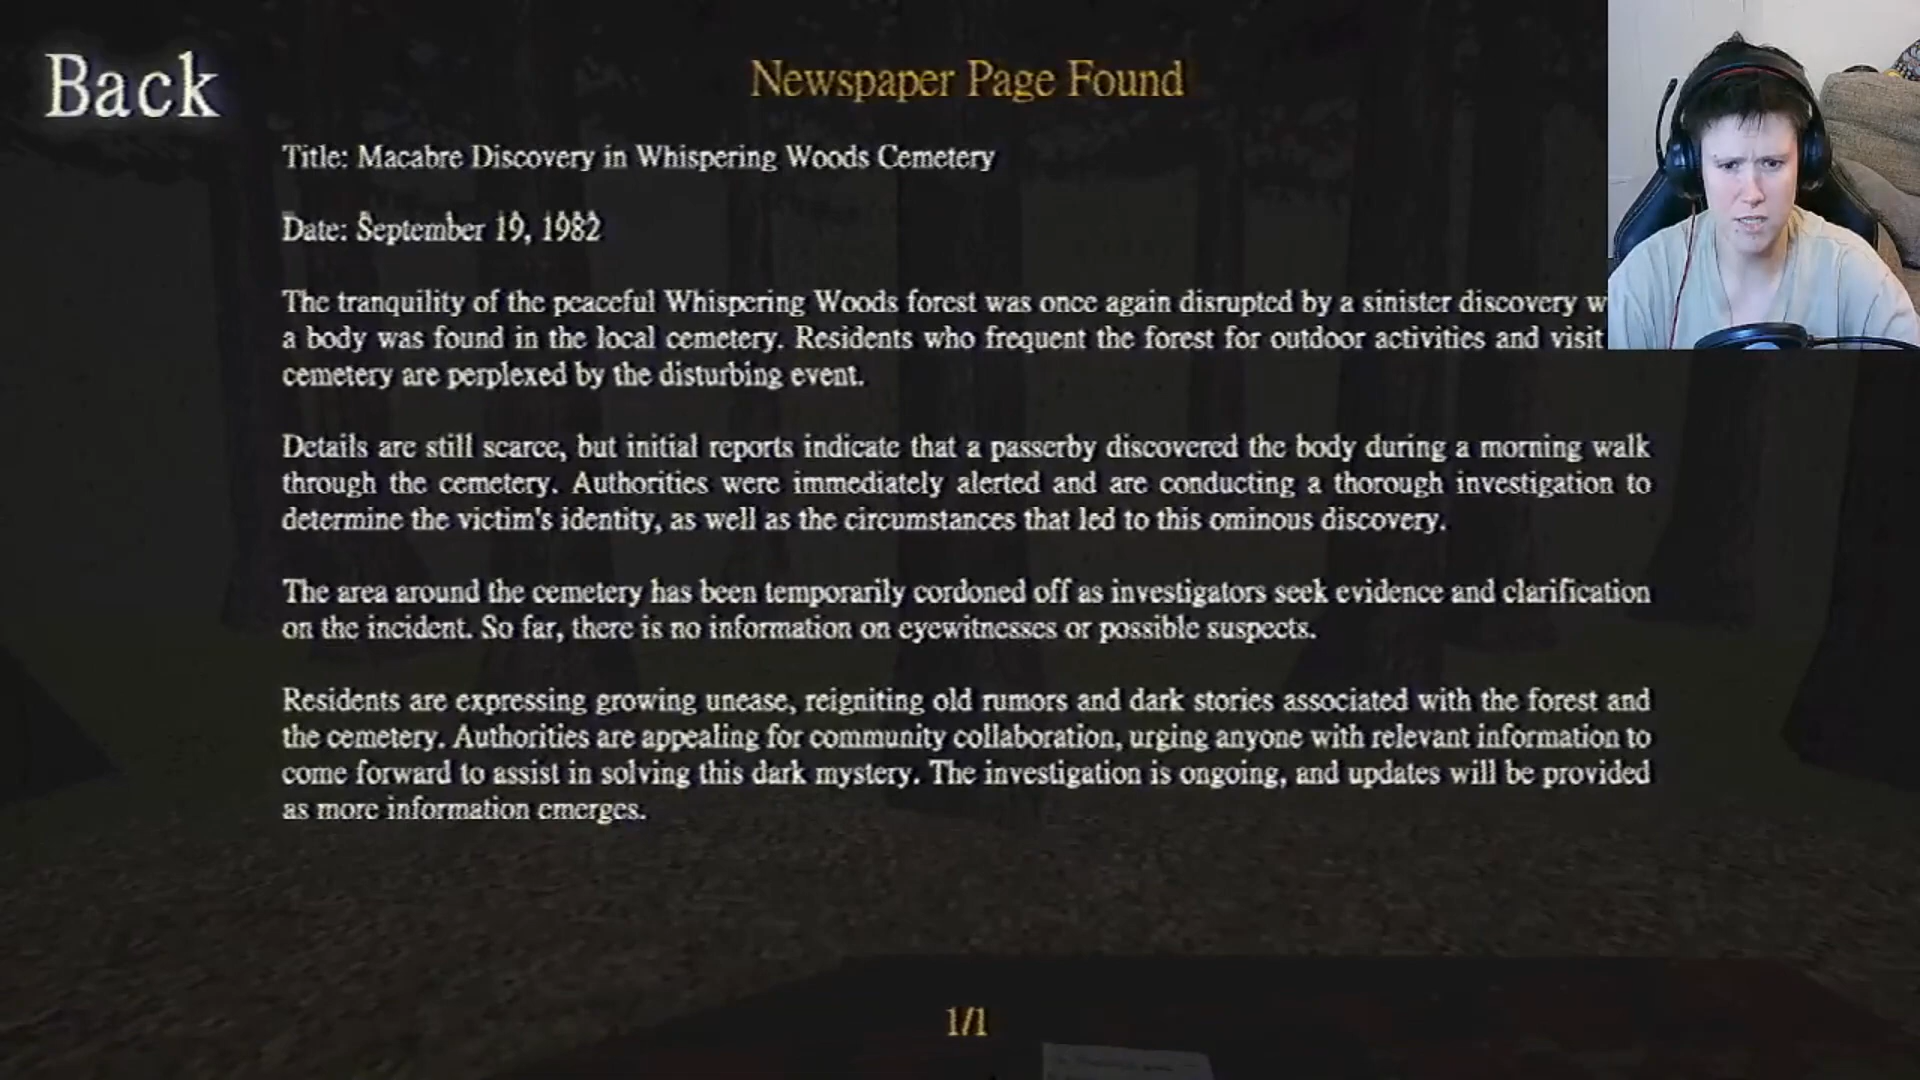 Back
Newspaper Page Found
Title: Macabre Discovery in Whispering Woods Cemetery
Date: September 19, 1982
The tranquility of the peaceful Whispering Woods forest was once again disrupted by a sinister discovery
a body was found in the local cemetery. Residents who frequent the forest for outdoor activities and visit
cemetery are perplexed by the disturbing event.
Details are still scarce, but initial reports indicate that a passerby discovered the body during a morning walk
through the cemetery. Authorities were immediately alerted and are conducting a thorough investigation to
determine the victim's identity, as well as the circumstances that led to this ominous discovery.
The area around the cemetery has been temporarily cordoned off as investigators seek evidence and clarification
on the incident. So far, there is no information on eyewitnesses or possible suspects.
Residents are expressing growing unease, reigniting old rumors and dark stories associated with the forest and
the cemetery. Authorities are appealing for community collaboration, urging anyone with relevant information to
come forward to assist in solving this dark mystery. The investigation is ongoing, and updates will be provided
as more information emerges.
1/1